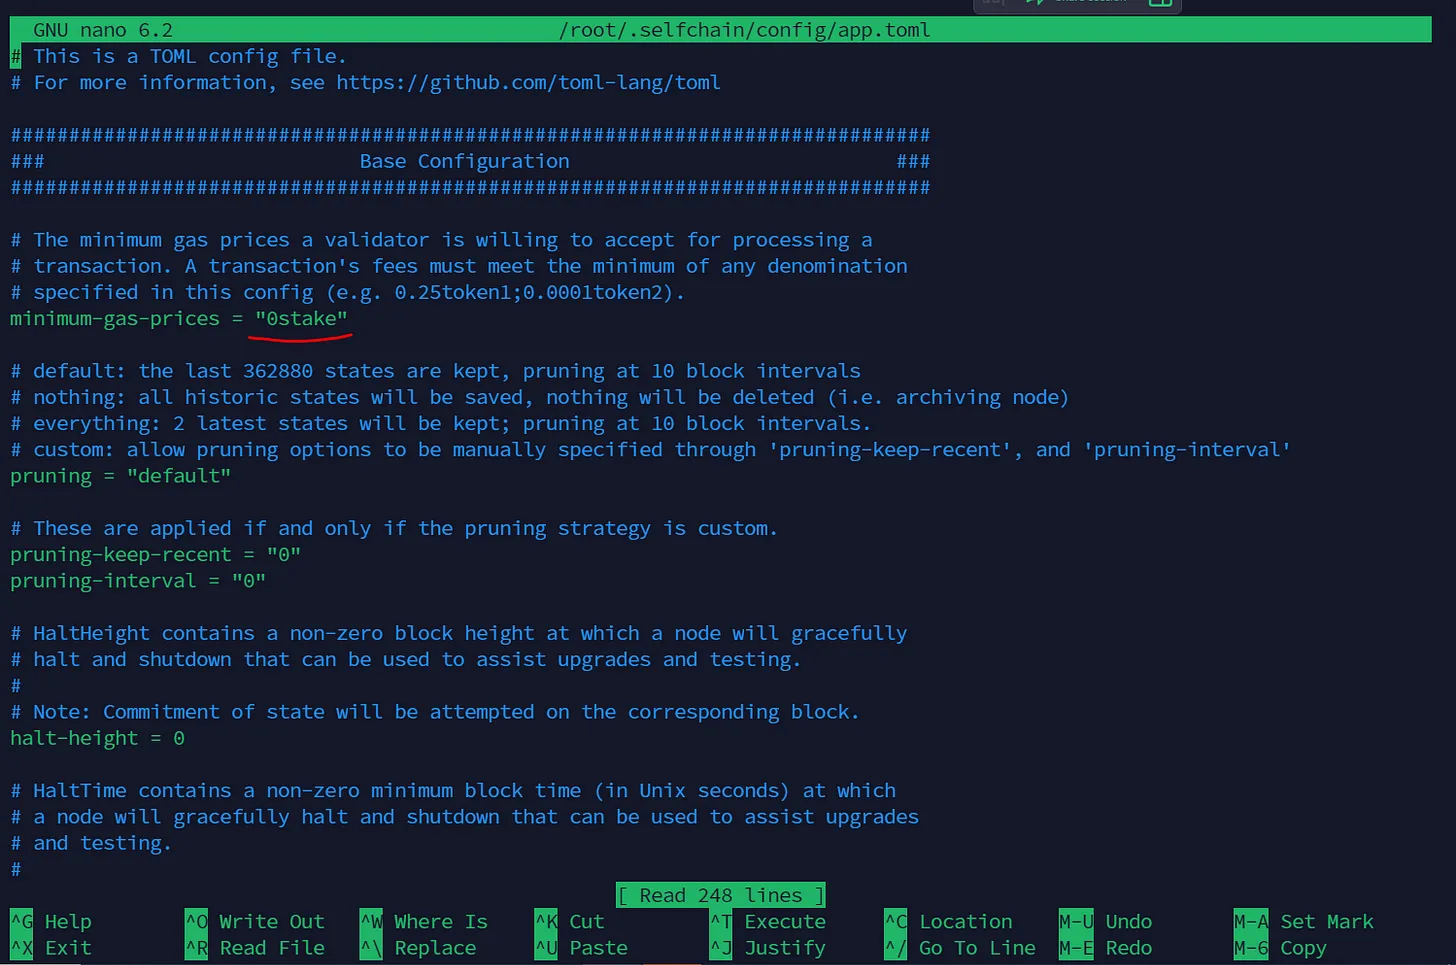 GNU nano 6.2 /root/.selfchain/config/app.toml
# This is a TOML config file.
# For more information, see https://github.com/toml-lang/toml
###############################################################################
### Base Configuration ###
###############################################################################
# The minimum gas prices a validator is willing to accept for processing a
# transaction. A transaction's fees must meet the minimum of any denomination
# specified in this config (e.g. 0.25token1;0.0001token2).
minimum-gas-prices = "0stake"
# default: the last 362880 states are kept, pruning at 10 block intervals
# nothing: all historic states will be saved, nothing will be deleted (i.e. archiving node)
# everything: 2 latest states will be kept; pruning at 10 block intervals.
# custom: allow pruning options to be manually specified through 'pruning-keep-recent', and 'pruning-interval'
pruning = "default"
# These are applied if and only if the pruning strategy is custom.
pruning-keep-recent = "0"
pruning-interval = "0"
# HaltHeight contains a non-zero block height at which a node will gracefully
# halt and shutdown that can be used to assist upgrades and testing.
#
# Note: Commitment of state will be attempted on the corresponding block.
halt-height = 0
# HaltTime contains a non-zero minimum block time (in Unix seconds) at which
# a node will gracefully halt and shutdown that can be used to assist upgrades
# and testing.
#
[ Read 248 lines ]
^G Help ^O Write Out ^W Where Is ^K Cut ^T Execute ^C Location M-U Undo M-A Set Mark
^X Exit ^R Read File ^\ Replace ^U Paste ^J Justify ^/ Go To Line M-E Redo M-6 Copy